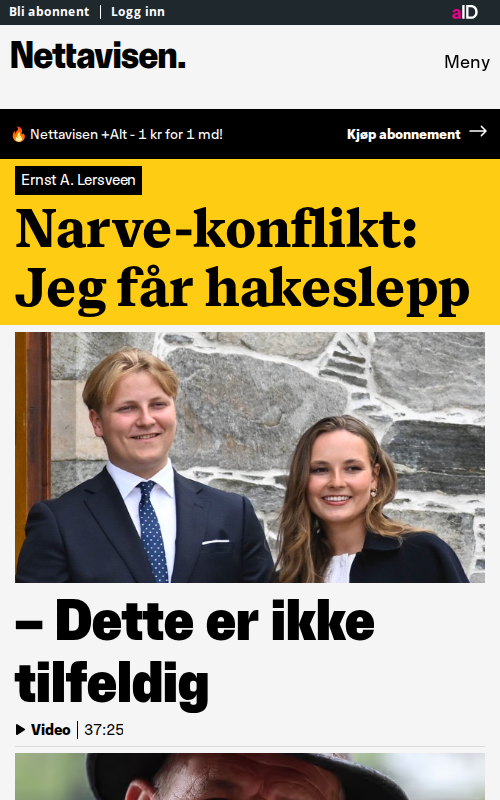 Bli abonnent | Logg inn
aID
Nettavisen.
Meny
🔥 Nettavisen +Alt - 1 kr for 1 md!
Kjøp abonnement →
Ernst A. Lersveen
Narve-konflikt:
Jeg får hakeslepp
– Dette er ikke
tilfeldig
Video | 37:25